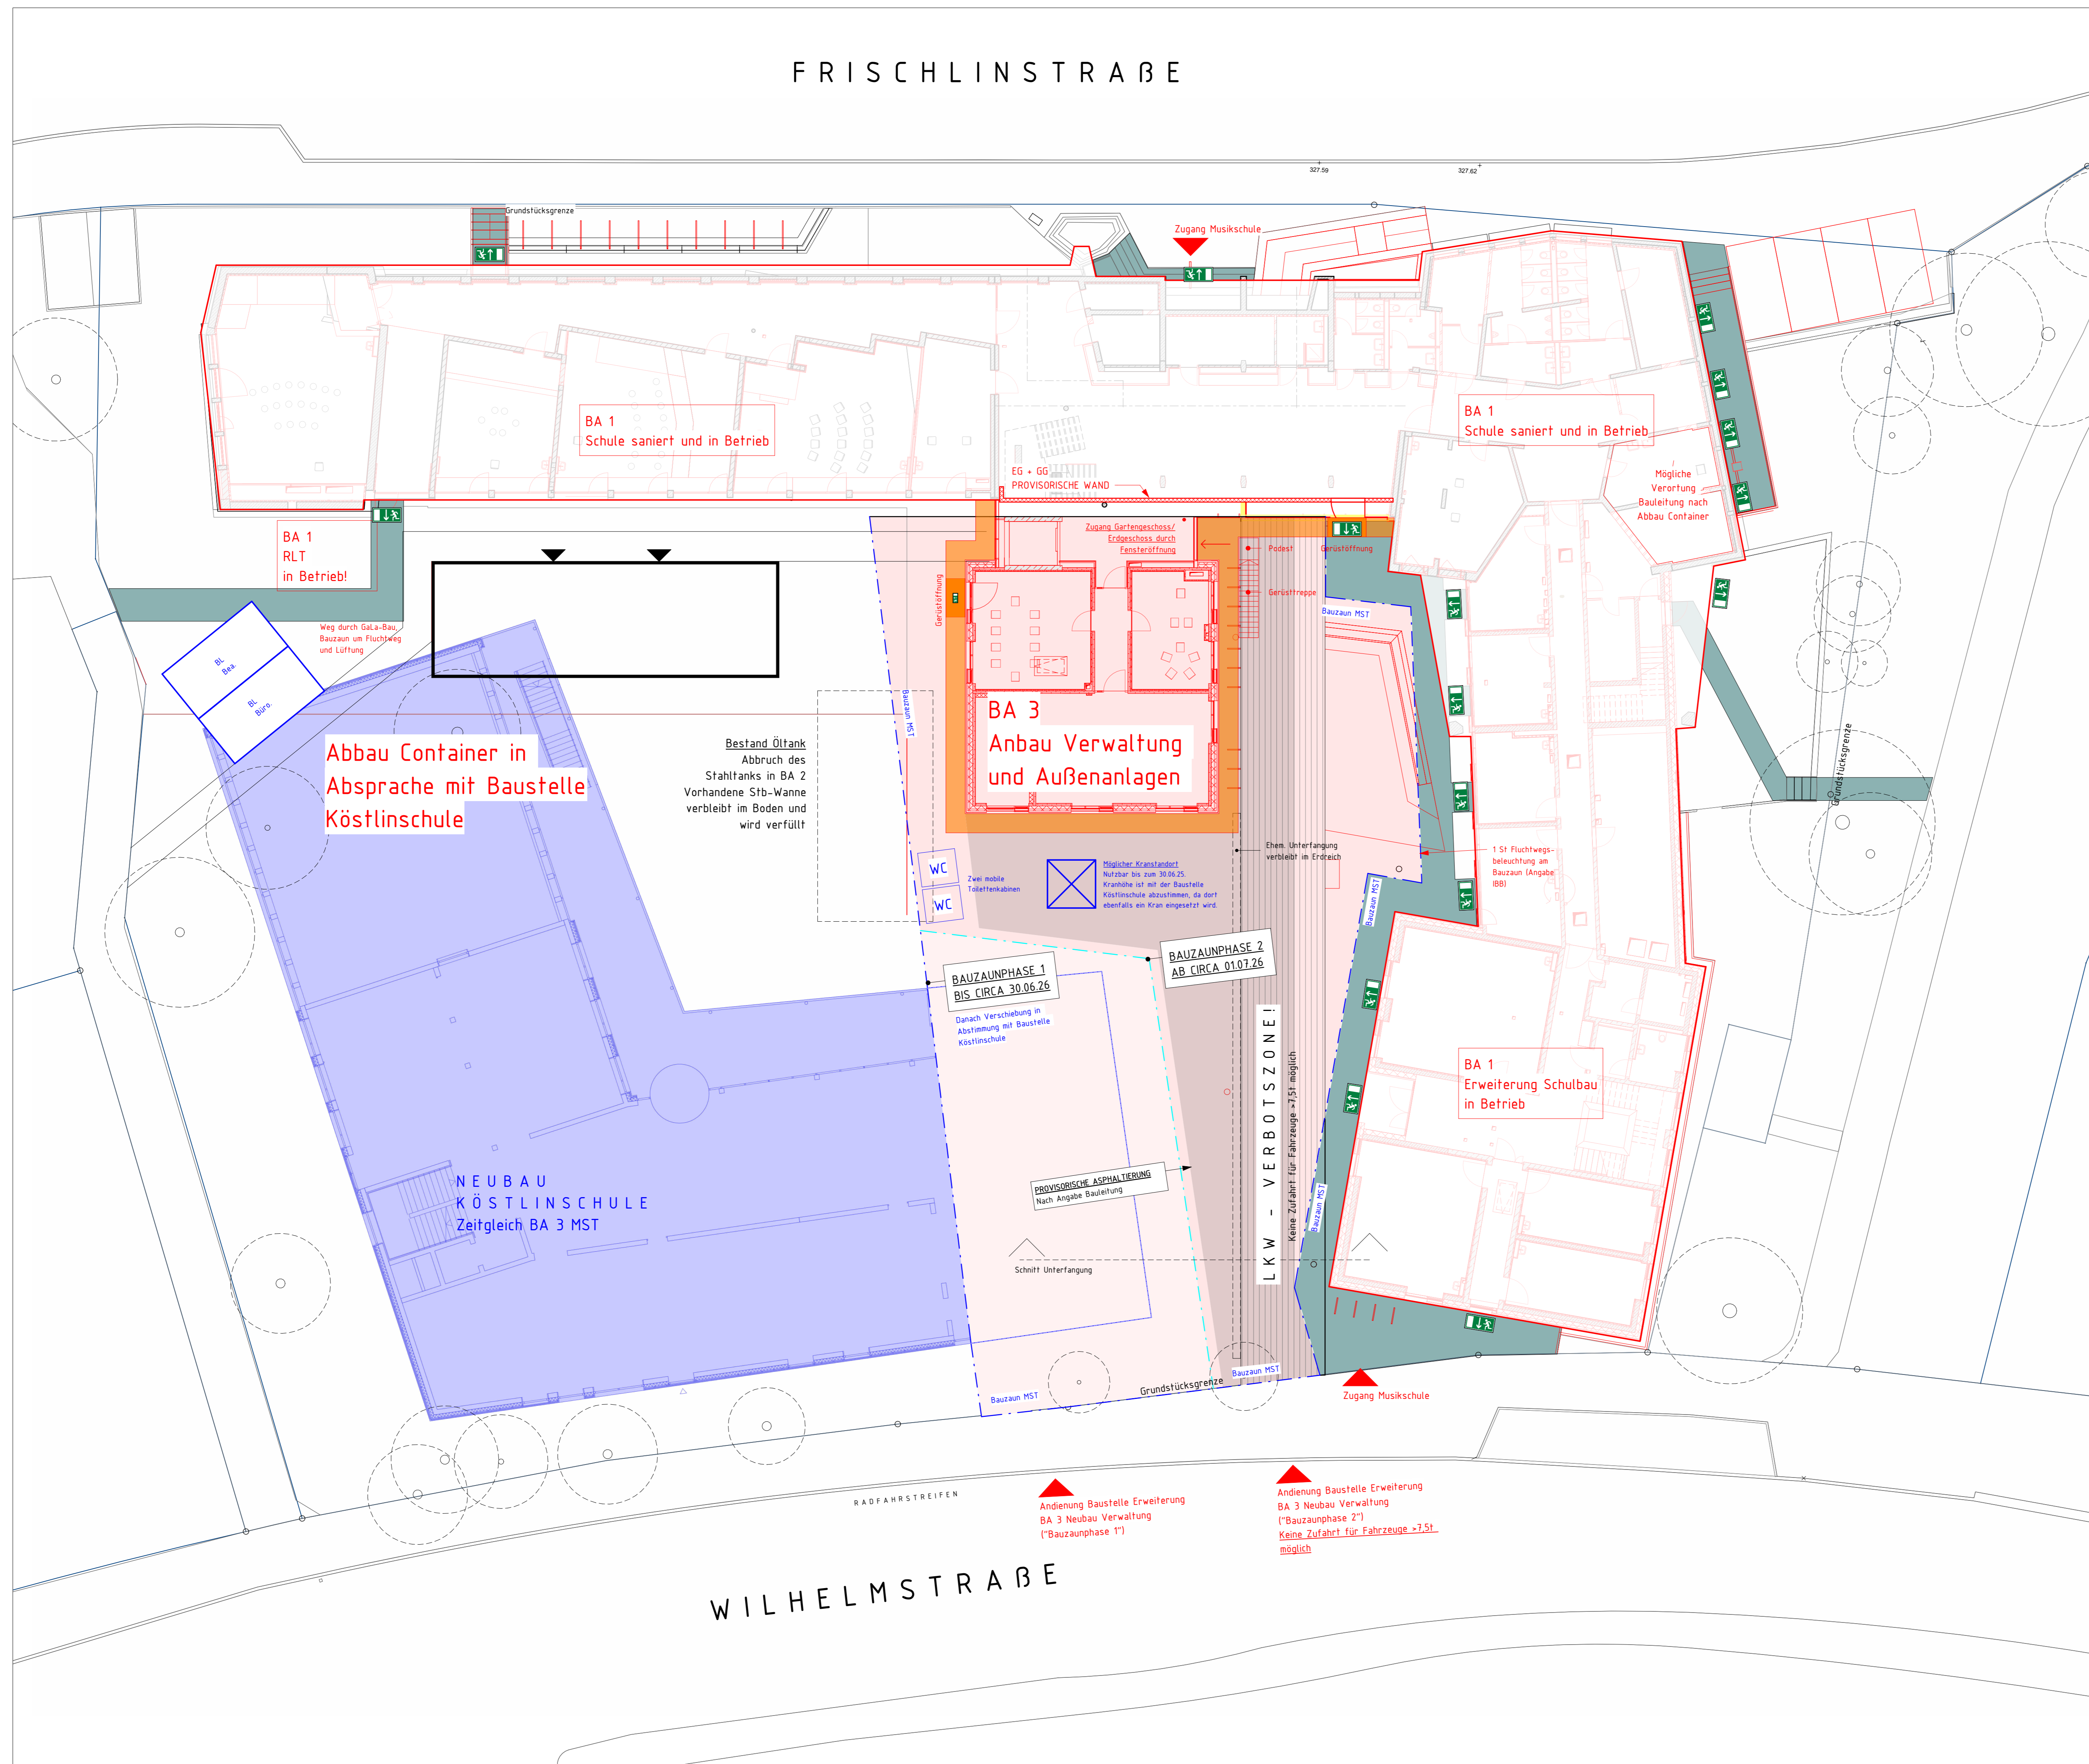 FRISCHLINSTRAßE
327.59
327.62
Grundstücksgrenze
Zugang Musikschule
BA 1
Schule saniert und in Betrieb
BA 1
Schule saniert und in Betrieb
EG + GG
PROVISORISCHE WAND
Mögliche
Verortung
Bauleitung nach
Abbau Container
BA 1
RLT
in Betrieb!
Zugang Gartengeschoss/
Erdgeschoss durch
Fensteröffnung
Podest
Gerüstöffnung
Gerüsttreppe
Gerüstöffnung
Bauzaun MST
Weg durch GaLa-Bau,
Bauzaun um Fluchtweg
und Lüftung
BL
Bea.
BL
Büro.
Bauzaun MST
BA 3
Anbau Verwaltung
und Außenanlagen
Abbau Container in
Absprache mit Baustelle
Köstlinschule
Bestand Öltank
Abbruch des
Stahltanks in BA 2
Vorhandene Stb-Wanne
verbleibt im Boden und
wird verfüllt
Grundstücksgrenze
Ehem. Unterfangung
verbleibt im Erdreich
1 St Fluchtwegs-
beleuchtung am
Bauzaun (Angabe
IBB)
WC
WC
Zwei mobile
Toilettenkabinen
Möglicher Kranstandort
Nutzbar bis zum 30.06.25.
Kranhöhe ist mit der Baustelle
Köstlinschule abzustimmen, da dort
ebenfalls ein Kran eingesetzt wird.
Bauzaun MST
BAUZAUNPHASE 1
BIS CIRCA 30.06.26
Danach Verschiebung in
Abstimmung mit Baustelle
Köstlinschule
BAUZAUNPHASE 2
AB CIRCA 01.07.26
LKW - VERBOTSZONE!
Keine Zufahrt für Fahrzeuge >7,5t möglich
BA 1
Erweiterung Schulbau
in Betrieb
PROVISORISCHE ASPHALTIERUNG
Nach Angabe Bauleitung
NEUBAU
KÖSTLINSCHULE
Zeitgleich BA 3 MST
Bauzaun MST
Schnitt Unterfangung
Bauzaun MST
Grundstücksgrenze
Bauzaun MST
Zugang Musikschule
RADFAHRSTREIFEN
Andienung Baustelle Erweiterung
BA 3 Neubau Verwaltung
("Bauzaunphase 1")
Andienung Baustelle Erweiterung
BA 3 Neubau Verwaltung
("Bauzaunphase 2")
Keine Zufahrt für Fahrzeuge >7,5t
möglich
WILHELMSTRAßE